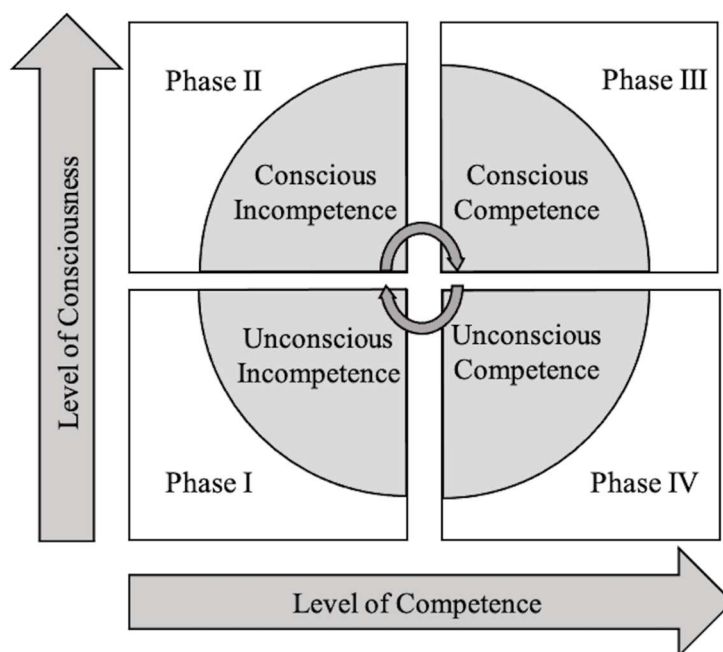 Level of Consciousness
Phase II
Conscious
Incompetence
Phase III
Conscious
Competence
Unconscious
Incompetence
Phase I
Unconscious
Competence
Phase IV
Level of Competence